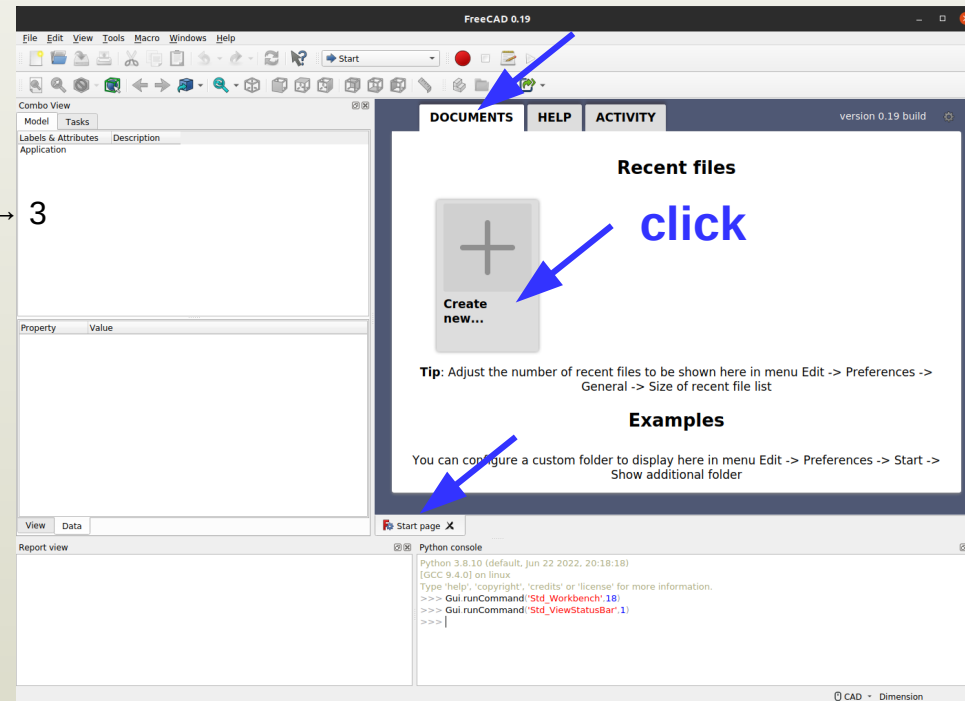 FreeCAD 0.19
File Edit View Tools Macro Windows Help
Start
Combo View
Model Tasks
Labels & Attributes Description
Application
→ 3
Property Value
View Data
DOCUMENTS HELP ACTIVITY
version 0.19 build
Recent files
click
Create
new...
Tip: Adjust the number of recent files to be shown here in menu Edit -> Preferences ->
General -> Size of recent file list
Examples
You can configure a custom folder to display here in menu Edit -> Preferences -> Start ->
Show additional folder
Start page
Report view
Python console
Python 3.8.10 (default, Jun 22 2022, 20:18:18)
[GCC 9.4.0] on linux
Type 'help', 'copyright', 'credits' or 'license' for more information.
>>> Gui.runCommand('Std_Workbench',18)
>>> Gui.runCommand('Std_ViewStatusBar',1)
>>>
CAD Dimension